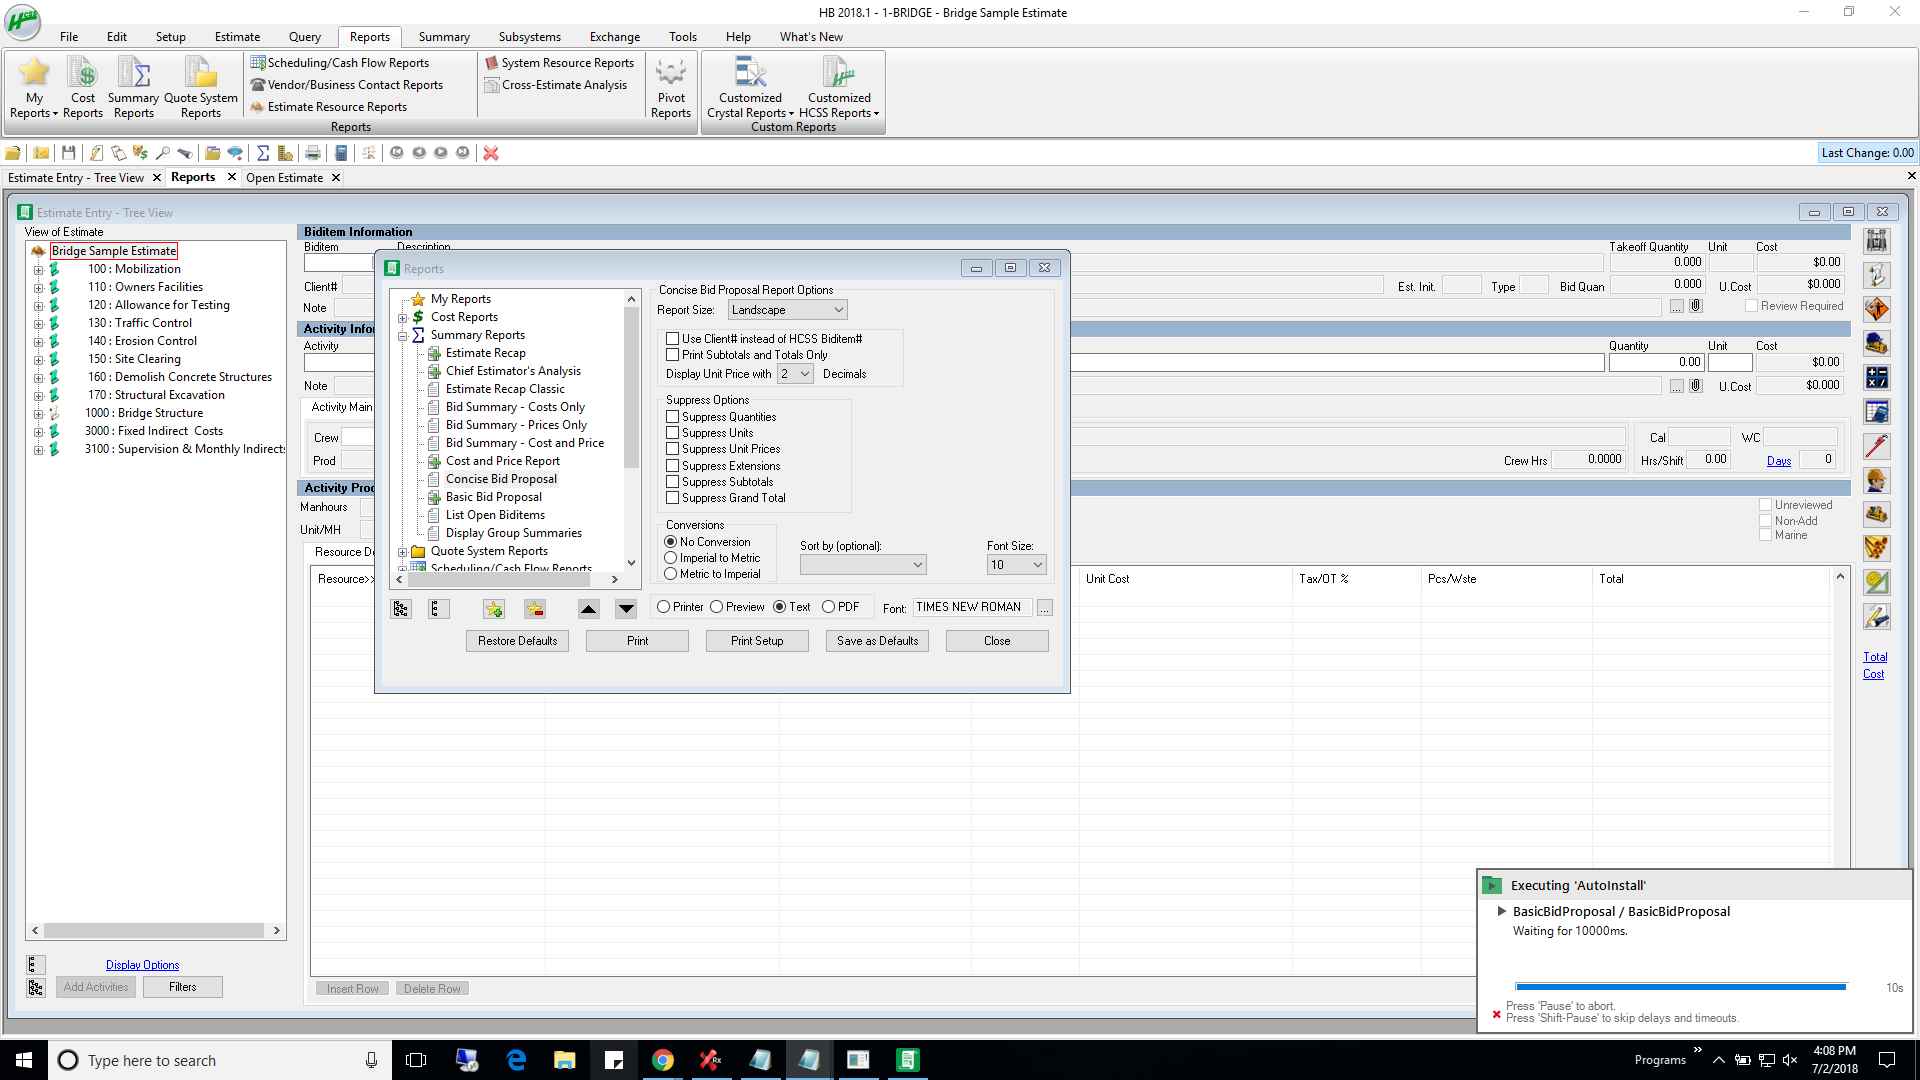 HB 2018.1 - 1-BRIDGE - Bridge Sample Estimate
HCSS
File Edit Setup Estimate Query Reports Summary Subsystems Exchange Tools Help What's New
My Reports
Cost Reports
Summary Reports
Quote System Reports
Scheduling/Cash Flow Reports
Vendor/Business Contact Reports
Estimate Resource Reports
System Resource Reports
Cross-Estimate Analysis
Pivot Reports
Customized Crystal Reports
Customized HCSS Reports
Reports
Custom Reports
Last Change: 0.00
Estimate Entry - Tree View
Reports
Open Estimate
Estimate Entry - Tree View
View of Estimate
Bridge Sample Estimate
100 : Mobilization
110 : Owners Facilities
120 : Allowance for Testing
130 : Traffic Control
140 : Erosion Control
150 : Site Clearing
160 : Demolish Concrete Structures
170 : Structural Excavation
1000 : Bridge Structure
3000 : Fixed Indirect Costs
3100 : Supervision & Monthly Indirect
Display Options
Add Activities
Filters
Biditem Information
Biditem
Description
Takeoff Quantity
Unit
Cost
0.000
$0.00
Client#
Est. Init.
Type
Bid Quan
0.000
U.Cost
$0.000
Note
...
Review Required
Activity Infor
Activity
Quantity
Unit
Cost
0.00
$0.00
Note
...
U.Cost
$0.000
Activity Main
Crew
Prod
Crew Hrs
0.0000
Cal
WC
Hrs/Shift
0.00
Days
0
Activity Proc
Manhours
Unit/MH
Unreviewed
Non-Add
Marine
Resource De
Resource>>
Unit Cost
Tax/OT %
Pcs/Wste
Total
Insert Row
Delete Row
Total Cost
Reports
My Reports
Cost Reports
Summary Reports
Estimate Recap
Chief Estimator's Analysis
Estimate Recap Classic
Bid Summary - Costs Only
Bid Summary - Prices Only
Bid Summary - Cost and Price
Cost and Price Report
Concise Bid Proposal
Basic Bid Proposal
List Open Biditems
Display Group Summaries
Quote System Reports
Scheduling/Cash Flow Reports
Concise Bid Proposal Report Options
Report Size: Landscape
Use Client# instead of HCSS Biditem#
Print Subtotals and Totals Only
Display Unit Price with 2 Decimals
Suppress Options
Suppress Quantities
Suppress Units
Suppress Unit Prices
Suppress Extensions
Suppress Subtotals
Suppress Grand Total
Conversions
No Conversion
Imperial to Metric
Metric to Imperial
Sort by (optional):
Font Size:
10
Printer Preview Text PDF
Font: TIMES NEW ROMAN ...
Restore Defaults
Print
Print Setup
Save as Defaults
Close
Executing 'AutoInstall'
BasicBidProposal / BasicBidProposal
Waiting for 10000ms.
10s
Press 'Pause' to abort.
Press 'Shift-Pause' to skip delays and timeouts.
Type here to search
Programs
4:08 PM
7/2/2018